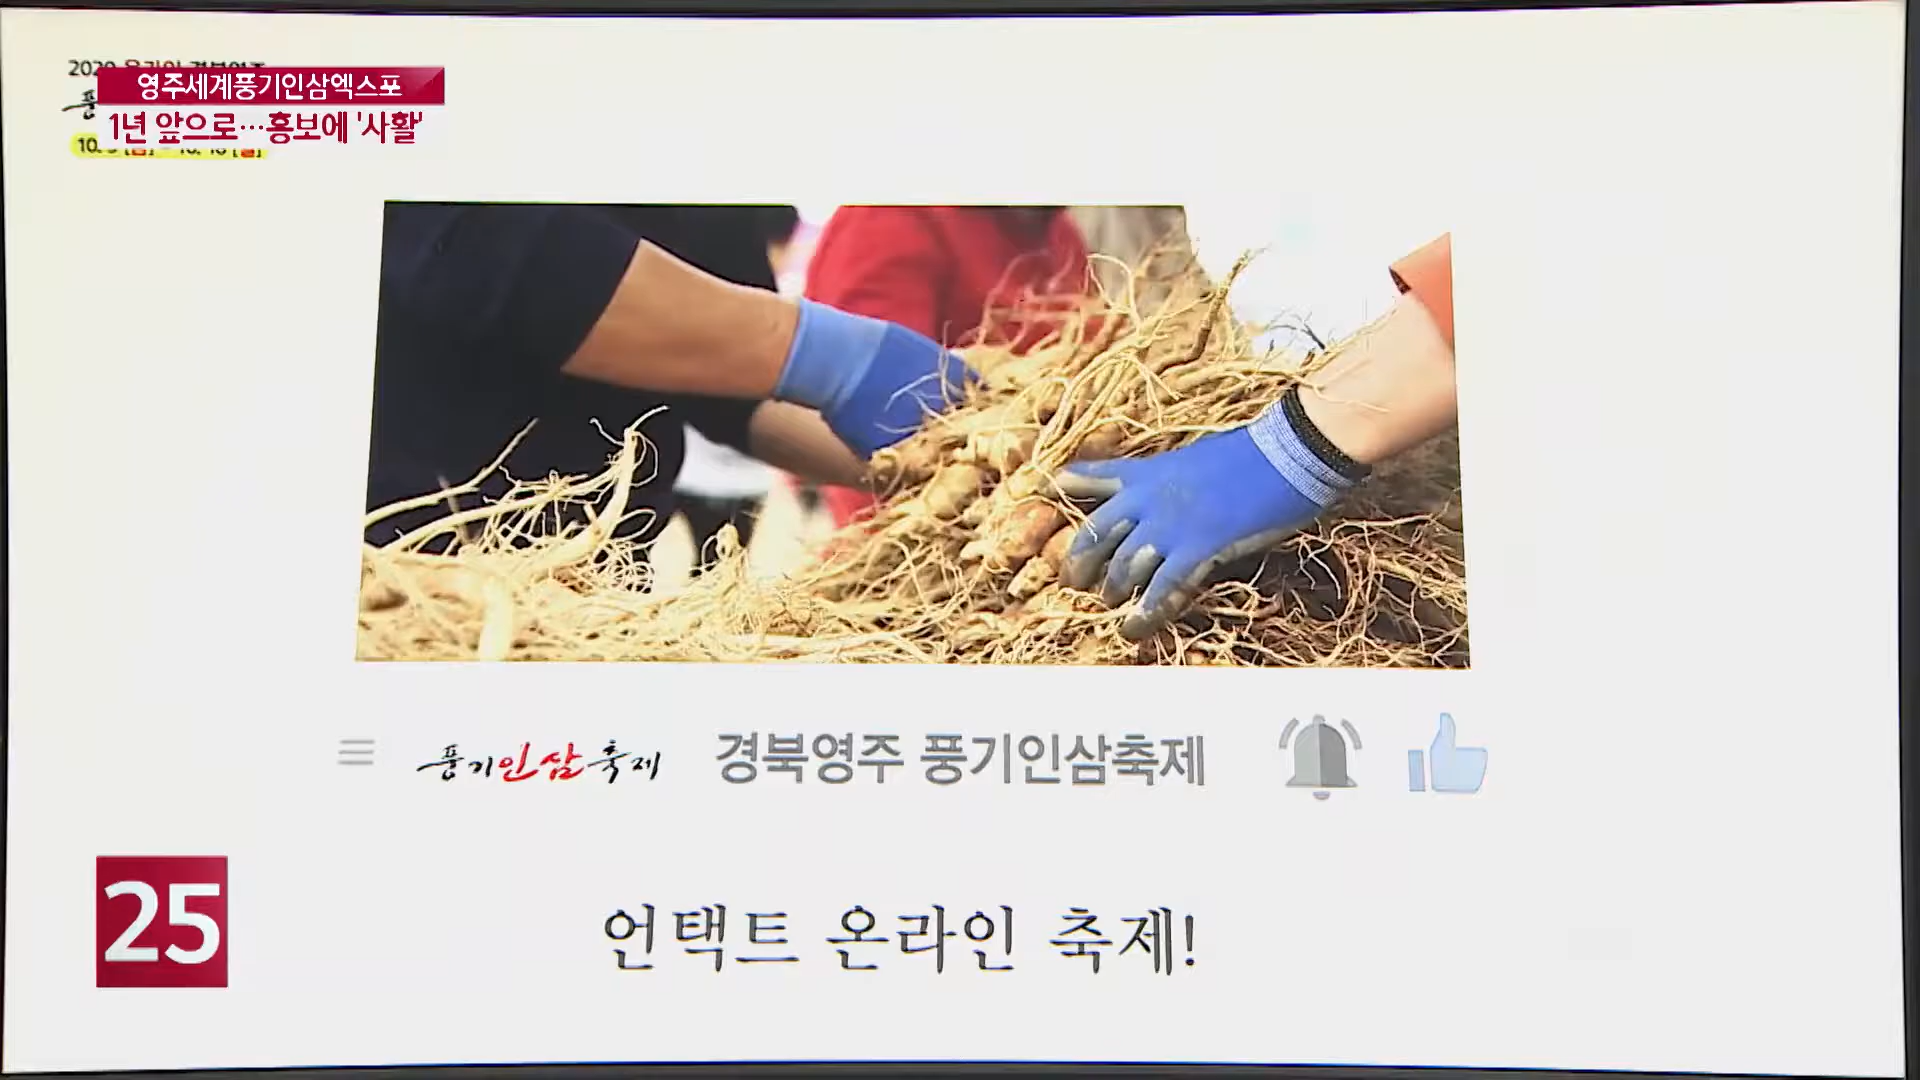 2020
영주세계풍기인삼엑스포
1년 앞으로…홍보에 '사활'
풍기인삼축제 경북영주 풍기인삼축제
25
언택트 온라인 축제!